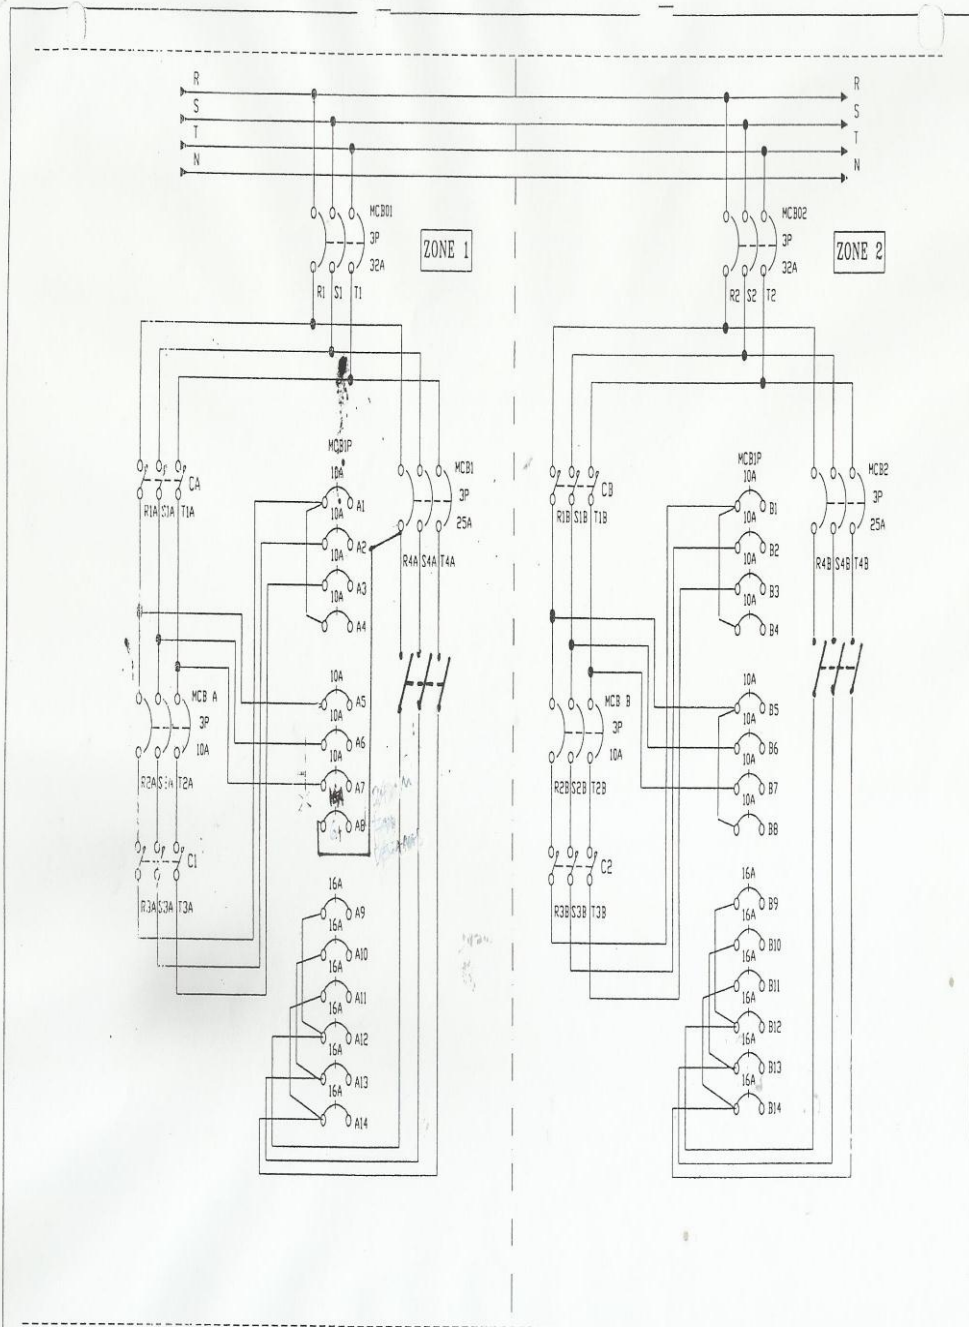 R
S
T
N
R
S
T
N
MCB01
3P
32A
ZONE 1
R1 S1 T1
MCB1P
10A
A1
10A
A2
10A
A3
10A
A4
CA
R1A S1A T1A
MCB1
3P
25A
R4A S4A T4A
10A
A5
10A
A6
10A
A7
A8
MCB A
3P
10A
R2A S2A T2A
C1
R3A S3A T3A
16A
A9
16A
A10
16A
A11
16A
A12
16A
A13
16A
A14
MCB02
3P
32A
ZONE 2
R2 S2 T2
MCB1P
10A
B1
10A
B2
10A
B3
10A
B4
CB
R1B S1B T1B
MCB2
3P
25A
R4B S4B T4B
10A
B5
10A
B6
10A
B7
10A
B8
MCB B
3P
10A
R2B S2B T2B
C2
R3B S3B T3B
16A
B9
16A
B10
16A
B11
16A
B12
16A
B13
16A
B14